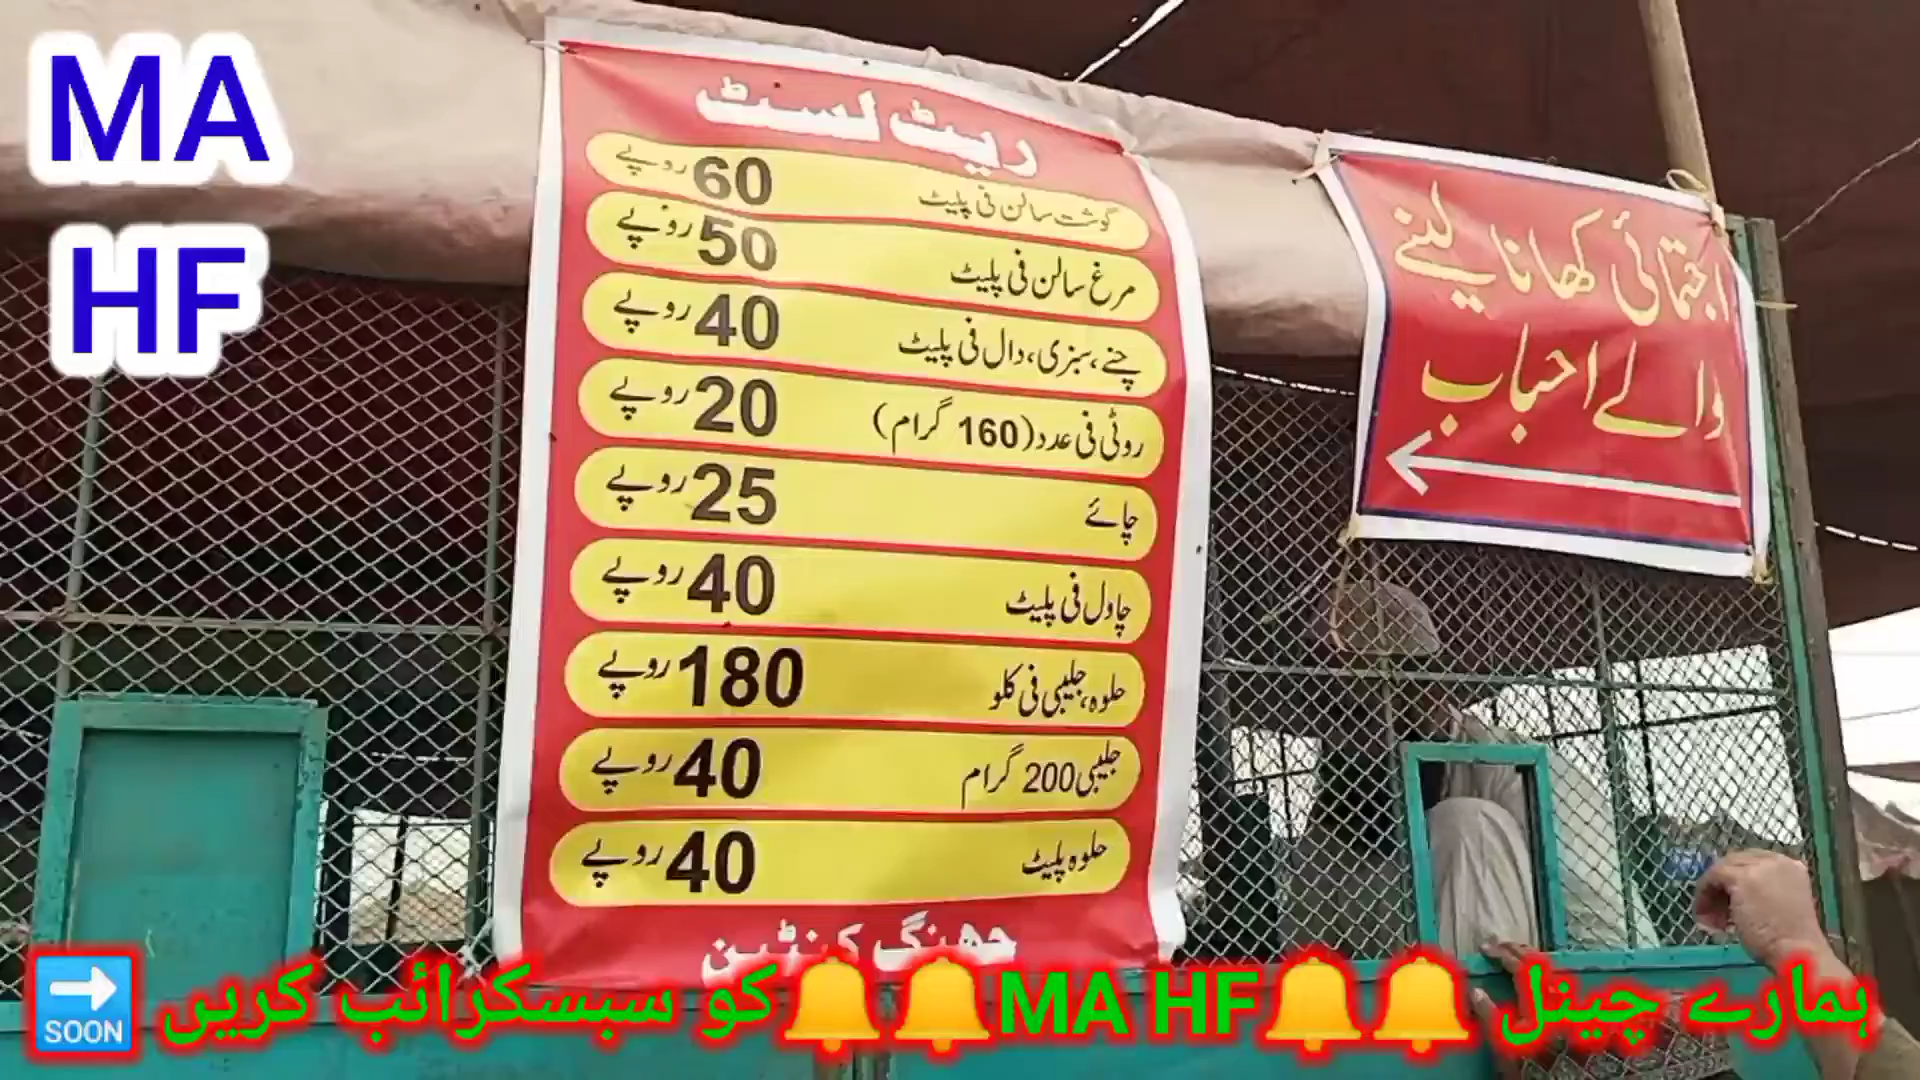 MA
HF
ریٹ لسٹ
گوشت سالن فی پلیٹ 60 روپے
مرغ سالن فی پلیٹ 50 روپے
چنے، سبزی، دال فی پلیٹ 40 روپے
روٹی فی عدد (160 گرام) 20 روپے
چائے 25 روپے
چاول فی پلیٹ 40 روپے
حلوہ، جلیبی فی کلو 180 روپے
جلیبی 200 گرام 40 روپے
حلوہ پلیٹ 40 روپے
جھنگ کینٹین
اجتمائی کھانا لینے
والے احباب
ہمارے چینل 🔔🔔MA HF🔔🔔کو سبسکرائب کریں
SOON